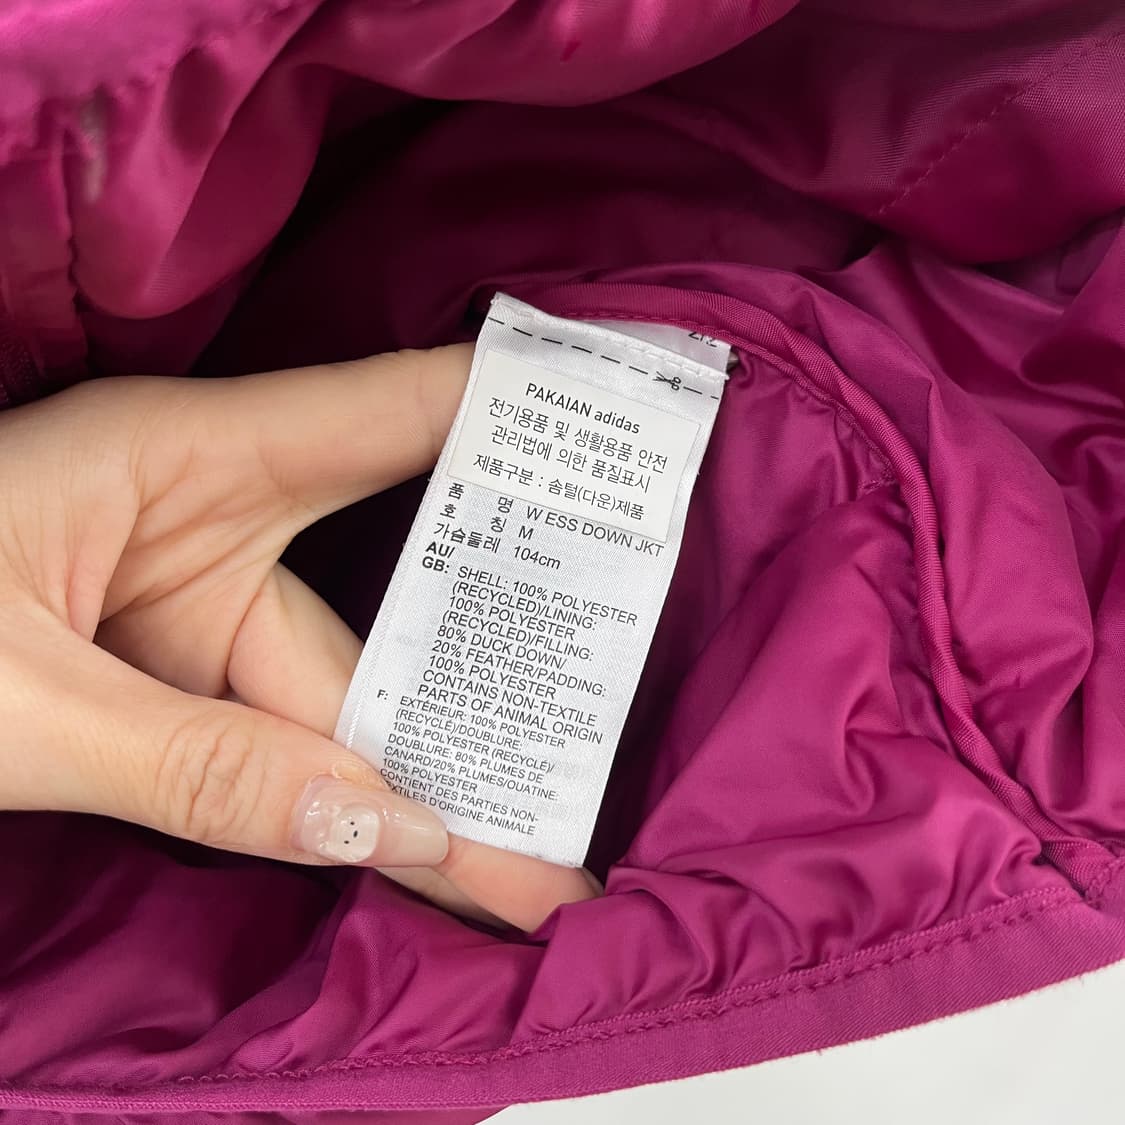 PAKAIAN adidas
전기용품 및 생활용품 안전
관리법에 의한 품질표시
제품구분 : 솜털(다운)제품
품 명 W ESS DOWN JKT
호 칭 M
가슴둘레 104cm
AU/
GB: SHELL: 100% POLYESTER
(RECYCLED)/LINING:
100% POLYESTER
(RECYCLED)/FILLING:
80% DUCK DOWN/
20% FEATHER/PADDING:
100% POLYESTER
CONTAINS NON-TEXTILE
PARTS OF ANIMAL ORIGIN
F: EXTÉRIEUR: 100% POLYESTER
(RECYCLÉ)/DOUBLURE:
100% POLYESTER (RECYCLÉ)/
DOUBLURE: 80% PLUMES DE
CANARD/20% PLUMES/OUATINE:
100% POLYESTER
CONTIENT DES PARTIES NON-
D'ORIGINE ANIMALE